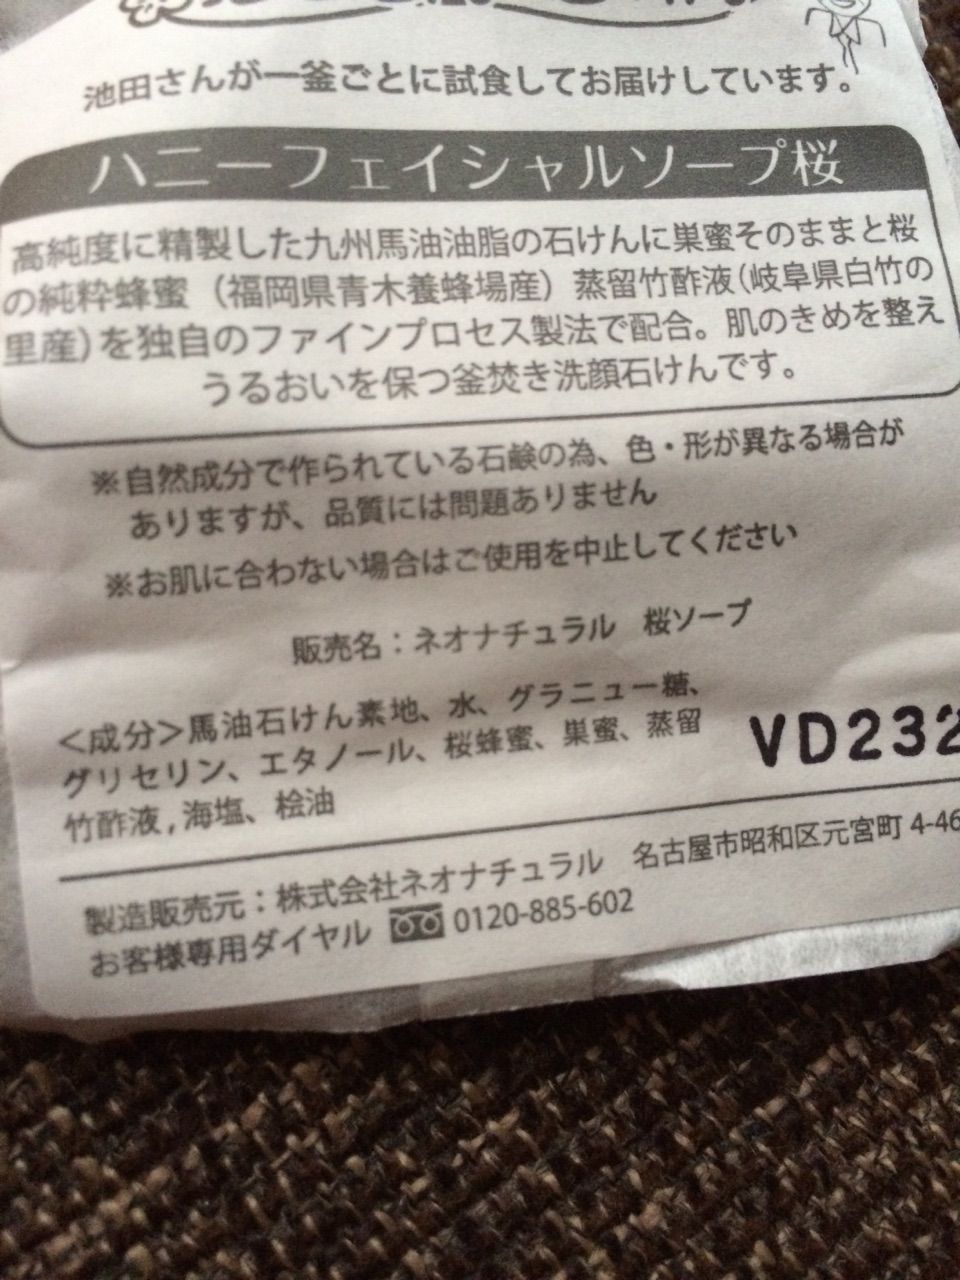 池田さんが一釜ごとに試食してお届けしています。
ハニーフェイシャルソープ桜
高純度に精製した九州馬油油脂の石けんに巣蜜そのままと桜
の純粋蜂蜜（福岡県青木養蜂場産）蒸留竹酢液(岐阜県白竹の
里産)を独自のファインプロセス製法で配合。肌のきめを整え
うるおいを保つ釜焚き洗顔石けんです。
※自然成分で作られている石鹸の為、色・形が異なる場合が
ありますが、品質には問題ありません
※お肌に合わない場合はご使用を中止してください
販売名：ネオナチュラル 桜ソープ
＜成分＞馬油石けん素地、水、グラニュー糖、
グリセリン、エタノール、桜蜂蜜、巣蜜、蒸留
竹酢液,海塩、桧油
VD232
製造販売元：株式会社ネオナチュラル 名古屋市昭和区元宮町 4-46
お客様専用ダイヤル 0120-885-602